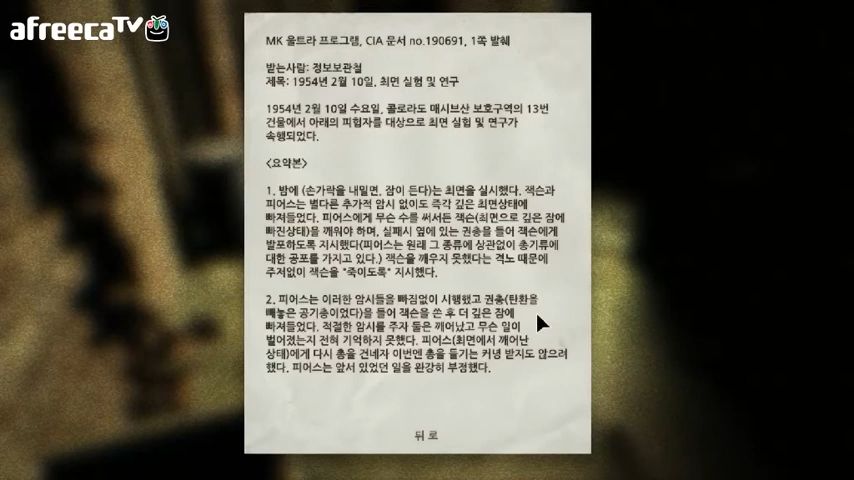 afreecaTV
MK 울트라 프로그램, CIA 문서 no.190691, 1쪽 발췌
받는사람: 정보보관철
제목: 1954년 2월 10일, 최면 실험 및 연구
1954년 2월 10일 수요일, 콜로라도 매시브산 보호구역의 13번
건물에서 아래의 피험자를 대상으로 최면 실험 및 연구가
속행되었다.
<요약본>
1. 밤에 (손가락을 내밀면, 잠이 든다)는 최면을 실시했다. 잭슨과
피어스는 별다른 추가적 암시 없이도 즉각 깊은 최면상태에
빠져들었다. 피어스에게 무슨 수를 써서든 잭슨(최면으로 깊은 잠에
빠진상태)을 깨워야 하며, 실패시 옆에 있는 권총을 들어 잭슨에게
발포하도록 지시했다(피어스는 원래 그 종류에 상관없이 총기류에
대한 공포를 가지고 있다.) 잭슨을 깨우지 못했다는 격노 때문에
주저없이 잭슨을 "죽이도록" 지시했다.
2. 피어스는 이러한 암시들을 빠짐없이 시행했고 권총(탄환을
빼놓은 공기총이었다)을 들어 잭슨을 쏜 후 더 깊은 잠에
빠져들었다. 적절한 암시를 주자 둘은 깨어났고 무슨 일이
벌어졌는지 전혀 기억하지 못했다. 피어스(최면에서 깨어난
상태)에게 다시 총을 건네자 이번엔 총을 들기는 커녕 받지도 않으려
했다. 피어스는 앞서 있었던 일을 완강히 부정했다.
뒤 로